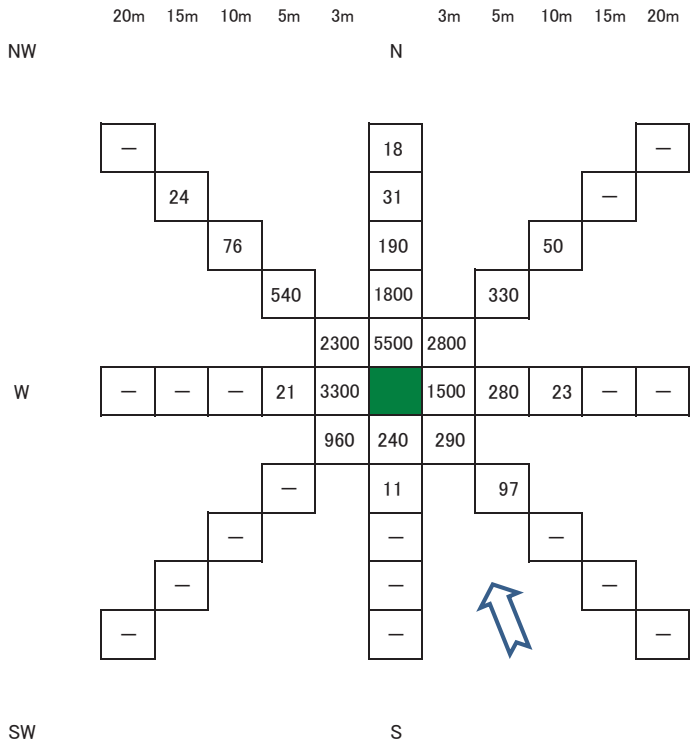 20m 15m 10m 5m 3m 3m 5m 10m 15m 20m
NW N
— 18 —
24 31 —
76 190 50
540 1800 330
2300 5500 2800
W — — — 21 3300 1500 280 23 — —
960 240 290
— 11 97
— — —
— — —
— — —
SW S